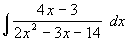 ∫ (4x − 3)/(2x² − 3x − 14) dx